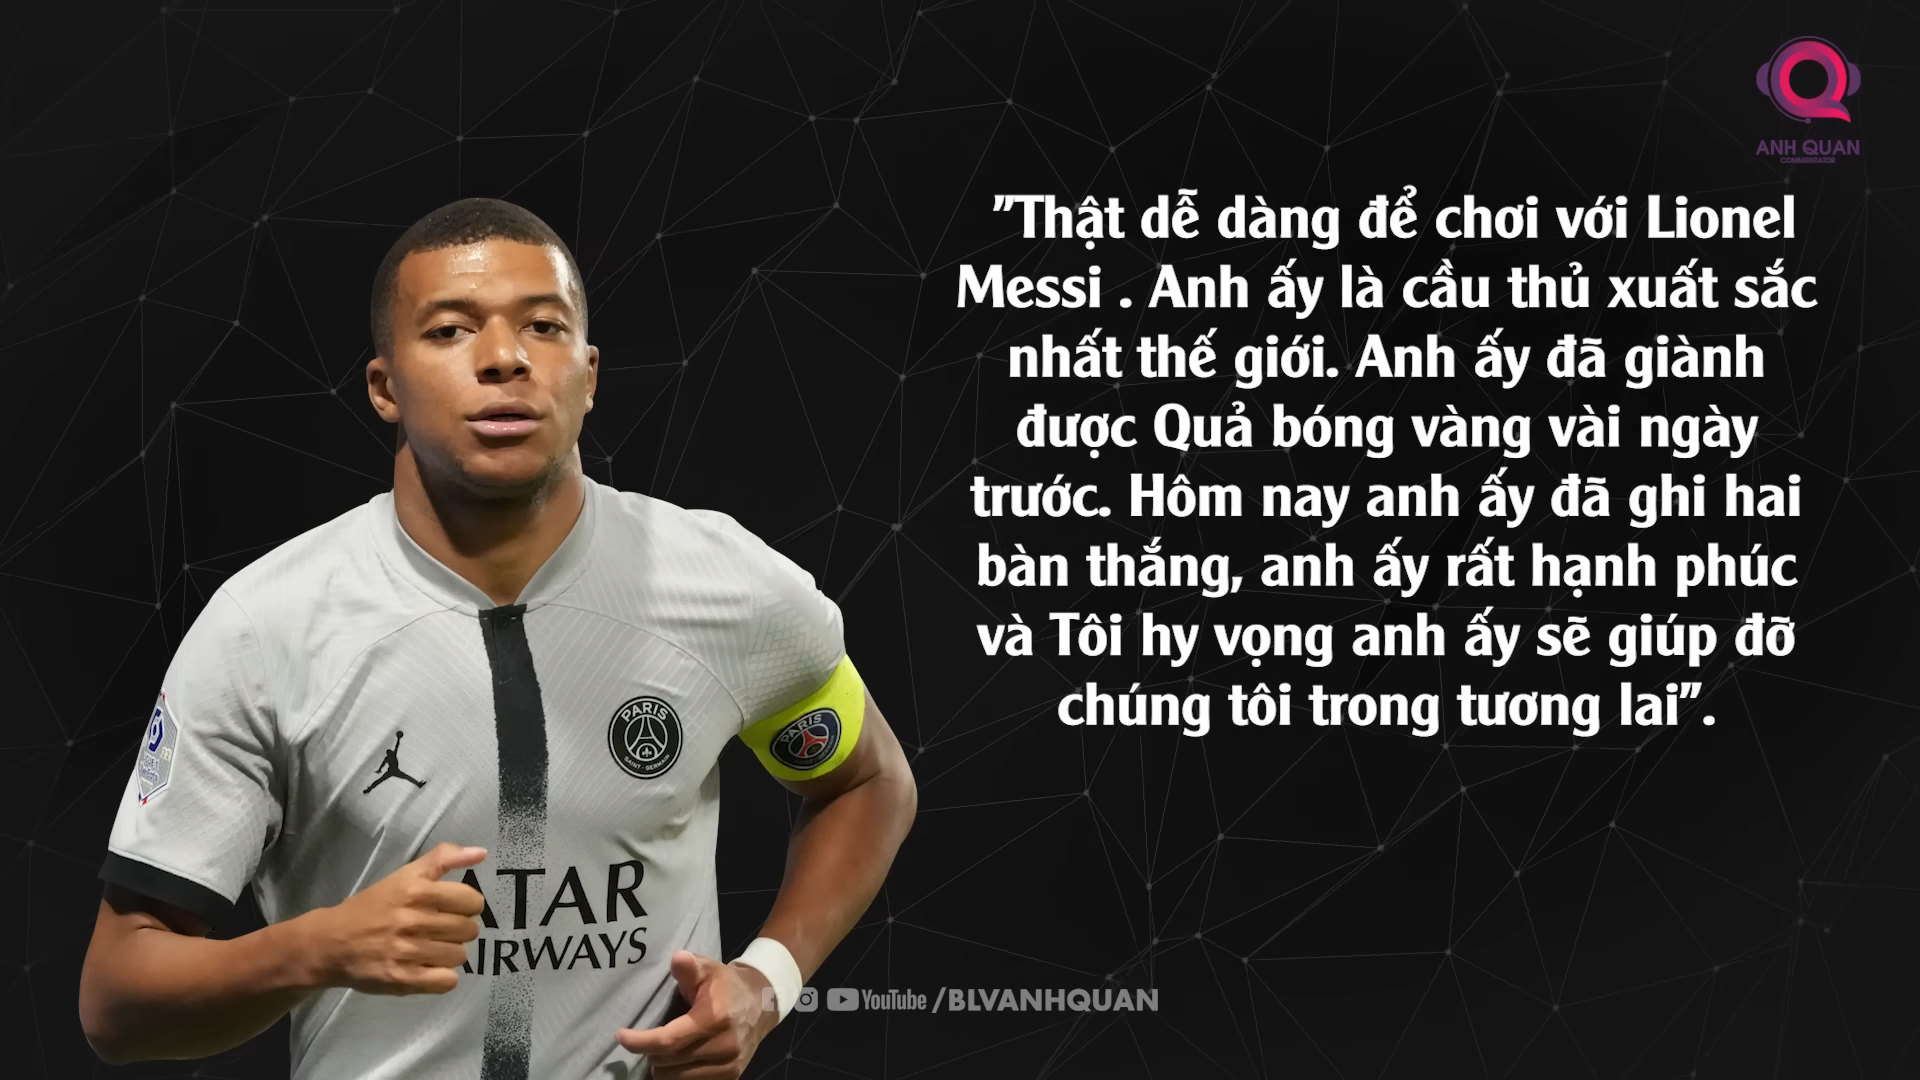 ANH QUAN
COMMENTATOR
"Thật dễ dàng để chơi với Lionel
Messi . Anh ấy là cầu thủ xuất sắc
nhất thế giới. Anh ấy đã giành
được Quả bóng vàng vài ngày
trước. Hôm nay anh ấy đã ghi hai
bàn thắng, anh ấy rất hạnh phúc
và Tôi hy vọng anh ấy sẽ giúp đỡ
chúng tôi trong tương lai".
PARIS
SAINT-GERMAIN
PARIS
ATAR
AIRWAYS
YouTube /BLVANHQUAN